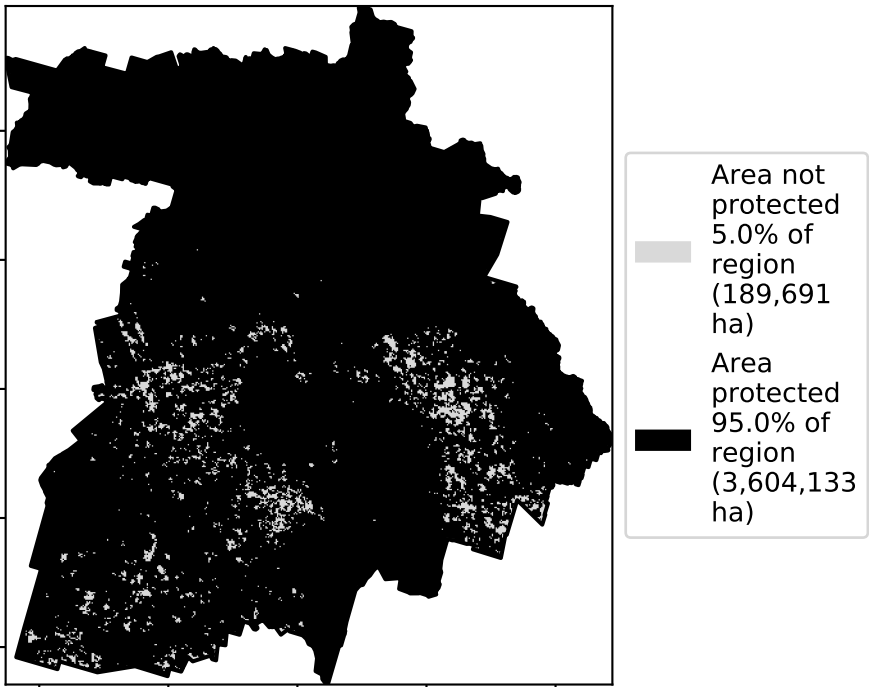 Area not
protected
5.0% of
region
(189,691
ha)
Area
protected
95.0% of
region
(3,604,133
ha)